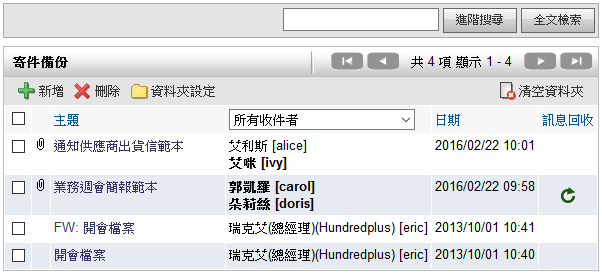 進階搜尋 全文檢索
寄件備份 共 4 項 顯示 1 - 4
新增 刪除 資料夾設定 清空資料夾
主題 所有收件者 日期 訊息回收
通知供應商出貨信範本 艾利斯 [alice] 2016/02/22 10:01
艾咪 [ivy]
業務週會簡報範本 郭凱羅 [carol] 2016/02/22 09:58
朵莉絲 [doris]
FW: 開會檔案 瑞克艾(總經理)(Hundredplus) [eric] 2013/10/01 10:41
開會檔案 瑞克艾(總經理)(Hundredplus) [eric] 2013/10/01 10:40